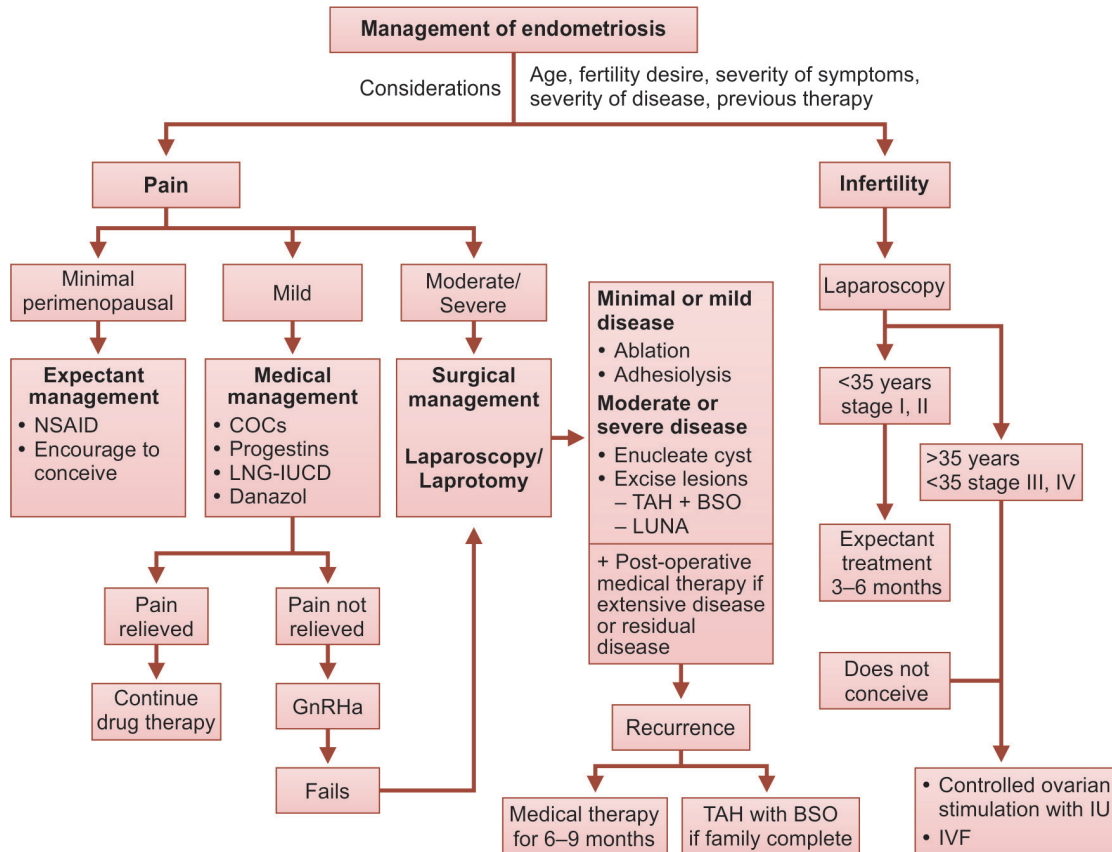 Management of endometriosis
Considerations
Age, fertility desire, severity of symptoms,
severity of disease, previous therapy
Pain
Infertility
Minimal
perimenopausal
Mild
Moderate/
Severe
Expectant
management
• NSAID
• Encourage to
conceive
Medical
management
• COCs
• Progestins
• LNG-IUCD
• Danazol
Surgical
management
Laparoscopy/
Laprotomy
Pain
relieved
Pain not
relieved
Continue
drug therapy
GnRHa
Fails
Minimal or mild
disease
• Ablation
• Adhesiolysis
Moderate or
severe disease
• Enucleate cyst
• Excise lesions
– TAH + BSO
– LUNA
+ Post-operative
medical therapy if
extensive disease
or residual
disease
Recurrence
Medical therapy
for 6–9 months
TAH with BSO
if family complete
Laparoscopy
<35 years
stage I, II
>35 years
<35 stage III, IV
Expectant
treatment
3–6 months
Does not
conceive
• Controlled ovarian
stimulation with IU
• IVF